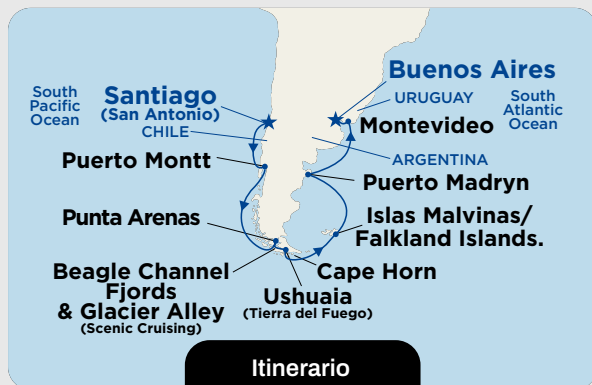 South
Pacific
Ocean
Santiago
(San Antonio)
CHILE
Buenos Aires
URUGUAY
South
Atlantic
Ocean
Montevideo
ARGENTINA
Puerto Montt
Puerto Madryn
Punta Arenas
Islas Malvinas/
Falkland Islands.
Beagle Channel
Fjords
& Glacier Alley
(Scenic Cruising)
Cape Horn
Ushuaia
(Tierra del Fuego)
Itinerario